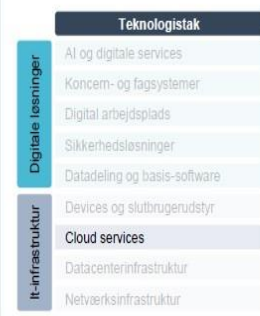 Teknologistak
Digitale løsninger
AI og digitale services
Koncern- og fagsystemer
Digital arbejdsplads
Sikkerhedsløsninger
Datadeling og basis-software
It-infrastruktur
Devices og slutbrugerudstyr
Cloud services
Datacenterinfrastruktur
Netværksinfrastruktur